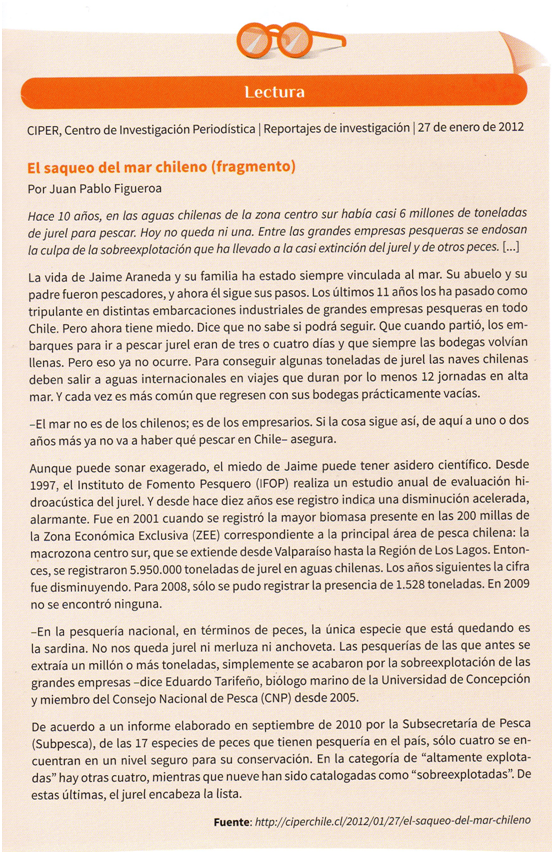 Lectura
CIPER, Centro de Investigación Periodística | Reportajes de investigación | 27 de enero de 2012
El saqueo del mar chileno (fragmento)
Por Juan Pablo Figueroa
Hace 10 años, en las aguas chilenas de la zona centro sur había casi 6 millones de toneladas
de jurel para pescar. Hoy no queda ni una. Entre las grandes empresas pesqueras se endosan
la culpa de la sobreexplotación que ha llevado a la casi extinción del jurel y de otros peces. [...]
La vida de Jaime Araneda y su familia ha estado siempre vinculada al mar. Su abuelo y su
padre fueron pescadores, y ahora él sigue sus pasos. Los últimos 11 años los ha pasado como
tripulante en distintas embarcaciones industriales de grandes empresas pesqueras en todo
Chile. Pero ahora tiene miedo. Dice que no sabe si podrá seguir. Que cuando partió, los em-
barques para ir a pescar jurel eran de tres o cuatro días y que siempre las bodegas volvían
llenas. Pero eso ya no ocurre. Para conseguir algunas toneladas de jurel las naves chilenas
deben salir a aguas internacionales en viajes que duran por lo menos 12 jornadas en alta
mar. Y cada vez es más común que regresen con sus bodegas prácticamente vacías.
–El mar no es de los chilenos; es de los empresarios. Si la cosa sigue así, de aquí a uno o dos
años más ya no va a haber qué pescar en Chile– asegura.
Aunque puede sonar exagerado, el miedo de Jaime puede tener asidero científico. Desde
1997, el Instituto de Fomento Pesquero (IFOP) realiza un estudio anual de evaluación hi-
droacústica del jurel. Y desde hace diez años ese registro indica una disminución acelerada,
alarmante. Fue en 2001 cuando se registró la mayor biomasa presente en las 200 millas de
la Zona Económica Exclusiva (ZEE) correspondiente a la principal área de pesca chilena: la
macrozona centro sur, que se extiende desde Valparaíso hasta la Región de Los Lagos. Enton-
ces, se registraron 5.950.000 toneladas de jurel en aguas chilenas. Los años siguientes la cifra
fue disminuyendo. Para 2008, sólo se pudo registrar la presencia de 1.528 toneladas. En 2009
no se encontró ninguna.
–En la pesquería nacional, en términos de peces, la única especie que está quedando es
la sardina. No nos queda jurel ni merluza ni anchoveta. Las pesquerías de las que antes se
extraía un millón o más toneladas, simplemente se acabaron por la sobreexplotación de las
grandes empresas –dice Eduardo Tarifeño, biólogo marino de la Universidad de Concepción
y miembro del Consejo Nacional de Pesca (CNP) desde 2005.
De acuerdo a un informe elaborado en septiembre de 2010 por la Subsecretaría de Pesca
(Subpesca), de las 17 especies de peces que tienen pesquería en el país, sólo cuatro se en-
cuentran en un nivel seguro para su conservación. En la categoría de “altamente explota-
das” hay otras cuatro, mientras que nueve han sido catalogadas como “sobreexplotadas”. De
estas últimas, el jurel encabeza la lista.
Fuente: http://ciperchile.cl/2012/01/27/el-saqueo-del-mar-chileno